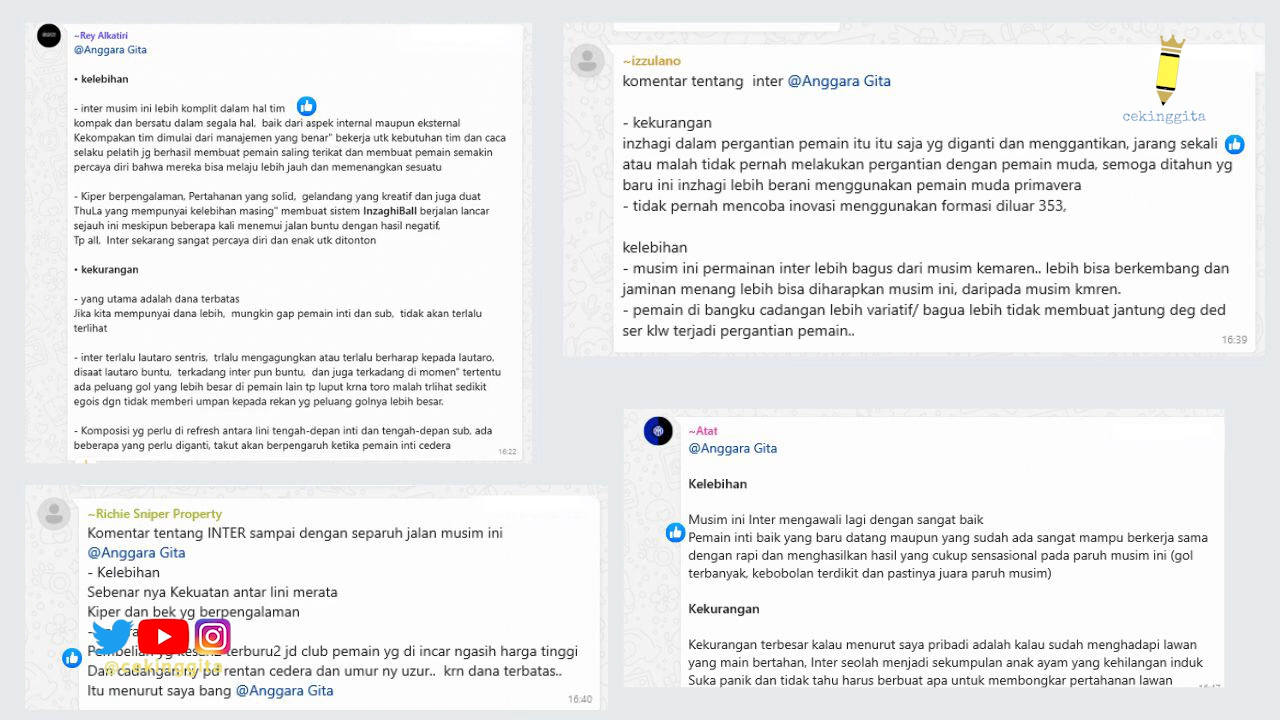 ~Rey Alkatiri
@Anggara Gita
• kelebihan
- inter musim ini lebih komplit dalam hal tim
kompak dan bersatu dalam segala hal, baik dari aspek internal maupun eksternal
Kekompakan tim dimulai dari manajemen yang benar" bekerja utk kebutuhan tim dan caca
selaku pelatih jg berhasil membuat pemain saling terikat dan membuat pemain semakin
percaya diri bahwa mereka bisa melaju lebih jauh dan memenangkan sesuatu
- Kiper berpengalaman, Pertahanan yang solid, gelandang yang kreatif dan juga duat
ThuLa yang mempunyai kelebihan masing" membuat sistem InzaghiBall berjalan lancar
sejauh ini meskipun beberapa kali menemui jalan buntu dengan hasil negatif,
Tp all, Inter sekarang sangat percaya diri dan enak utk ditonton
• kekurangan
- yang utama adalah dana terbatas
Jika kita mempunyai dana lebih, mungkin gap pemain inti dan sub, tidak akan terlalu
terlihat
- inter terlalu lautaro sentris, trlalu mengagungkan atau terlalu berharap kepada lautaro,
disaat lautaro buntu, terkadang inter pun buntu, dan juga terkadang di momen" tertentu
ada peluang gol yang lebih besar di pemain lain tp luput krna toro malah trlihat sedikit
egois dgn tidak memberi umpan kepada rekan yg peluang golnya lebih besar.
- Komposisi yg perlu di refresh antara lini tengah-depan inti dan tengah-depan sub, ada
beberapa yang perlu diganti, takut akan berpengaruh ketika pemain inti cedera
16:22
~izzulano
komentar tentang inter @Anggara Gita
- kekurangan
inzhagi dalam pergantian pemain itu itu saja yg diganti dan menggantikan, jarang sekali
atau malah tidak pernah melakukan pergantian dengan pemain muda, semoga ditahun yg
baru ini inzhagi lebih berani menggunakan pemain muda primavera
- tidak pernah mencoba inovasi menggunakan formasi diluar 353,
kelebihan
- musim ini permainan inter lebih bagus dari musim kemaren.. lebih bisa berkembang dan
jaminan menang lebih bisa diharapkan musim ini, daripada musim kmren.
- pemain di bangku cadangan lebih variatif/ bagua lebih tidak membuat jantung deg ded
ser klw terjadi pergantian pemain..
16:39
cekinggita
~Richie Sniper Property
Komentar tentang INTER sampai dengan separuh jalan musim ini
@Anggara Gita
- Kelebihan
Sebenar nya Kekuatan antar lini merata
Kiper dan bek yg berpengalaman
Pembelian yg terburu2 jd club pemain yg di incar ngasih harga tinggi
Dan cadangan ny pd rentan cedera dan umur ny uzur.. krn dana terbatas..
Itu menurut saya bang @Anggara Gita
16:40
@cekinggita
~Atat
@Anggara Gita
Kelebihan
Musim ini Inter mengawali lagi dengan sangat baik
Pemain inti baik yang baru datang maupun yang sudah ada sangat mampu berkerja sama
dengan rapi dan menghasilkan hasil yang cukup sensasional pada paruh musim ini (gol
terbanyak, kebobolan terdikit dan pastinya juara paruh musim)
Kekurangan
Kekurangan terbesar kalau menurut saya pribadi adalah kalau sudah menghadapi lawan
yang main bertahan, Inter seolah menjadi sekumpulan anak ayam yang kehilangan induk
Suka panik dan tidak tahu harus berbuat apa untuk membongkar pertahanan lawan